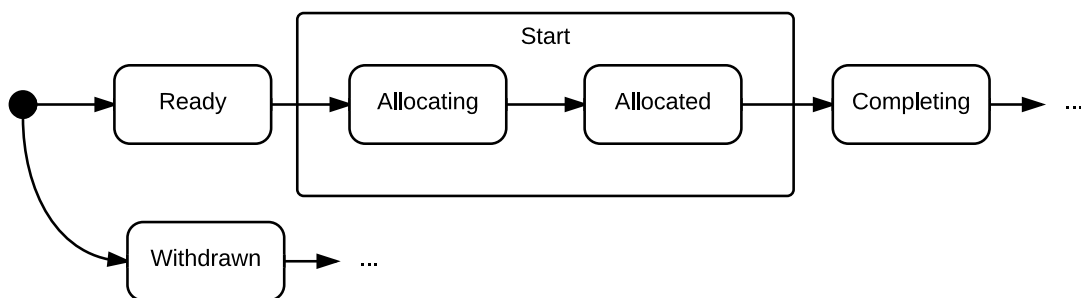 Start
Ready
Allocating
Allocated
Completing
...
Withdrawn
...